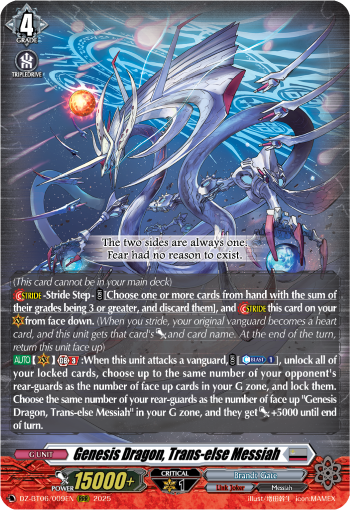 4
GRADE
TRIPLEDRIVE
The two sides are always one.
Fear had no reason to exist.
(This card cannot be in your main deck)
STRIDE -Stride Step- [Choose one or more cards from hand with the sum of
their grades being 3 or greater, and discard them], and STRIDE this card on your
from face down. (When you stride, your original vanguard becomes a heart
card, and this unit gets that card's and card name. At the end of the turn,
return this unit face up)
AUTO 【 】【 GB 3】:When this unit attacks a vanguard, [ BLAST 1], unlock all of
your locked cards, choose up to the same number of your opponent's
rear-guards as the number of face up cards in your G zone, and lock them.
Choose the same number of your rear-guards as the number of face up "Genesis
Dragon, Trans-else Messiah" in your G zone, and they get +5000 until end
of turn.
G UNIT
Genesis Dragon, Trans-else Messiah
POWER 15000+
CRITICAL
1
Brandt Gate
Link Joker
Messiah
DZ-BT06/009EN RRR 2025